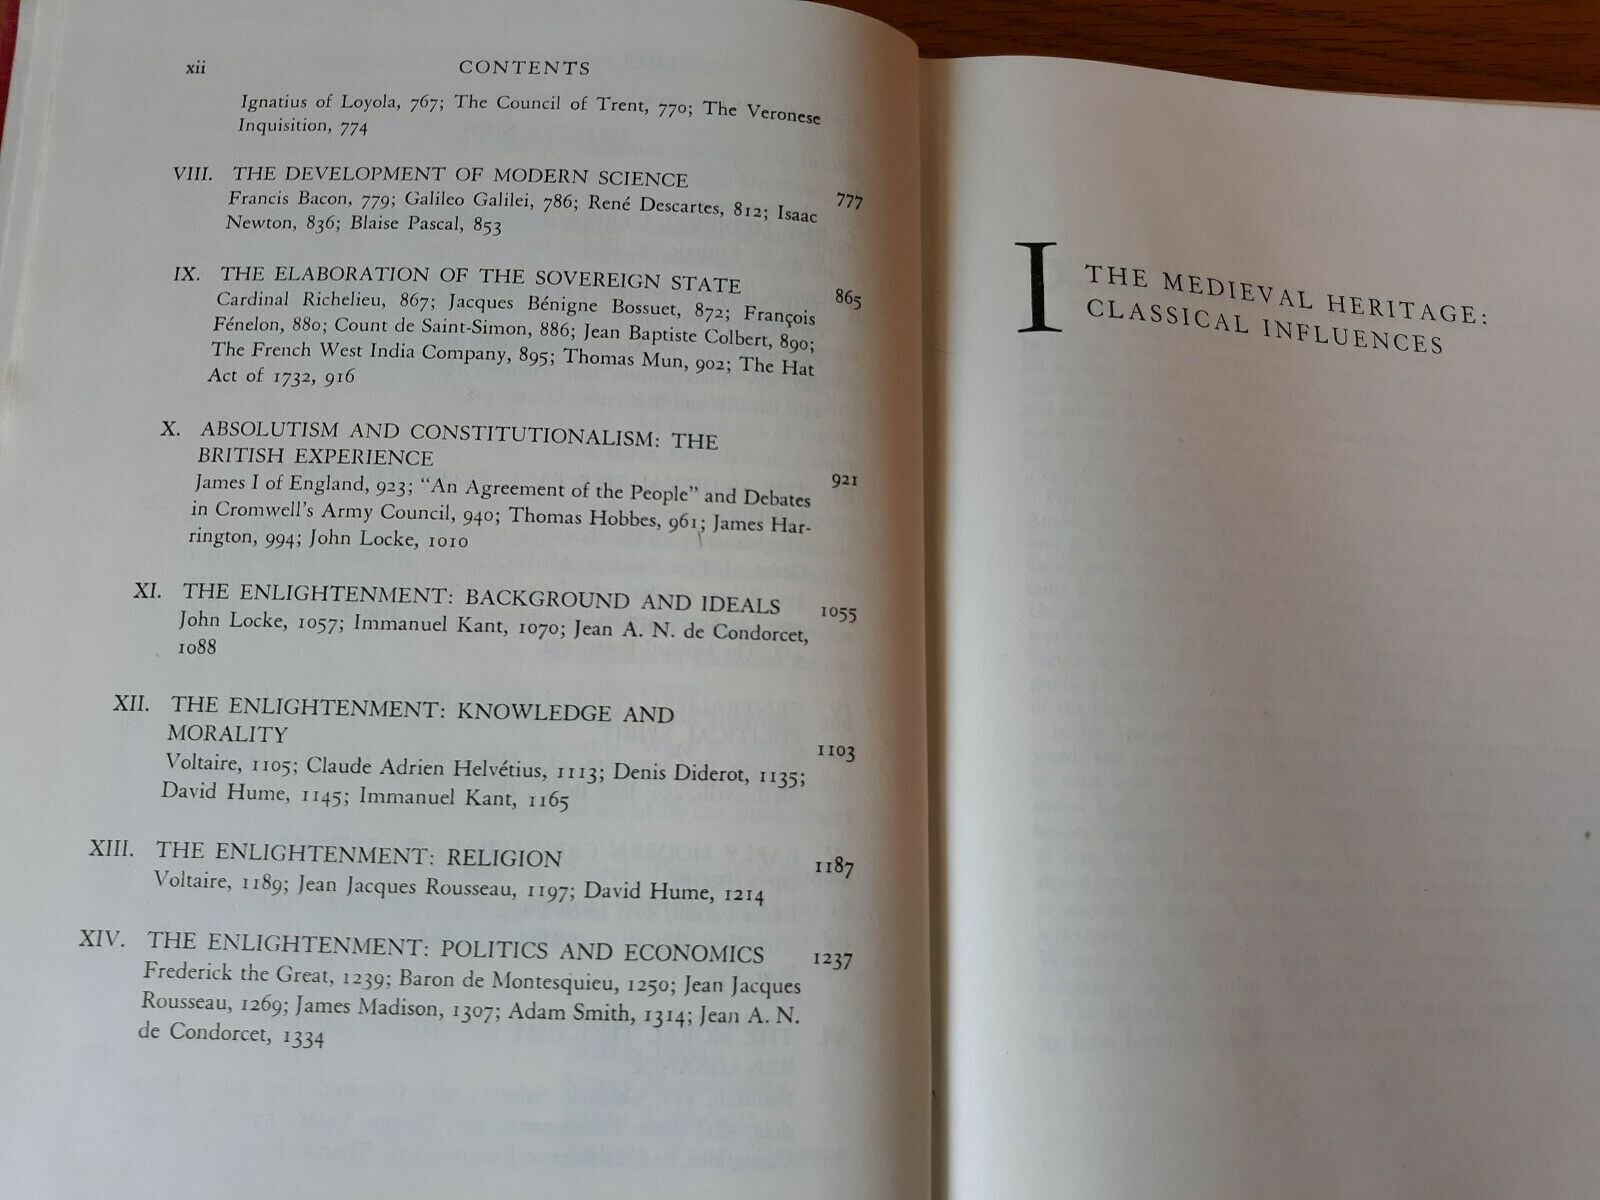 xii CONTENTS
Ignatius of Loyola, 767; The Council of Trent, 770; The Veronese
Inquisition, 774
VIII. THE DEVELOPMENT OF MODERN SCIENCE 777
Francis Bacon, 779; Galileo Galilei, 786; René Descartes, 812; Isaac
Newton, 836; Blaise Pascal, 853
IX. THE ELABORATION OF THE SOVEREIGN STATE 865
Cardinal Richelieu, 867; Jacques Bénigne Bossuet, 872; François
Fénelon, 880; Count de Saint-Simon, 886; Jean Baptiste Colbert, 890;
The French West India Company, 895; Thomas Mun, 902; The Hat
Act of 1732, 916
X. ABSOLUTISM AND CONSTITUTIONALISM: THE
BRITISH EXPERIENCE 921
James I of England, 923; "An Agreement of the People" and Debates
in Cromwell's Army Council, 940; Thomas Hobbes, 961; James Har-
rington, 994; John Locke, 1010
XI. THE ENLIGHTENMENT: BACKGROUND AND IDEALS 1055
John Locke, 1057; Immanuel Kant, 1070; Jean A. N. de Condorcet,
1088
XII. THE ENLIGHTENMENT: KNOWLEDGE AND
MORALITY 1103
Voltaire, 1105; Claude Adrien Helvétius, 1113; Denis Diderot, 1135;
David Hume, 1145; Immanuel Kant, 1165
XIII. THE ENLIGHTENMENT: RELIGION 1187
Voltaire, 1189; Jean Jacques Rousseau, 1197; David Hume, 1214
XIV. THE ENLIGHTENMENT: POLITICS AND ECONOMICS 1237
Frederick the Great, 1239; Baron de Montesquieu, 1250; Jean Jacques
Rousseau, 1269; James Madison, 1307; Adam Smith, 1314; Jean A. N.
de Condorcet, 1334
I THE MEDIEVAL HERITAGE:
CLASSICAL INFLUENCES